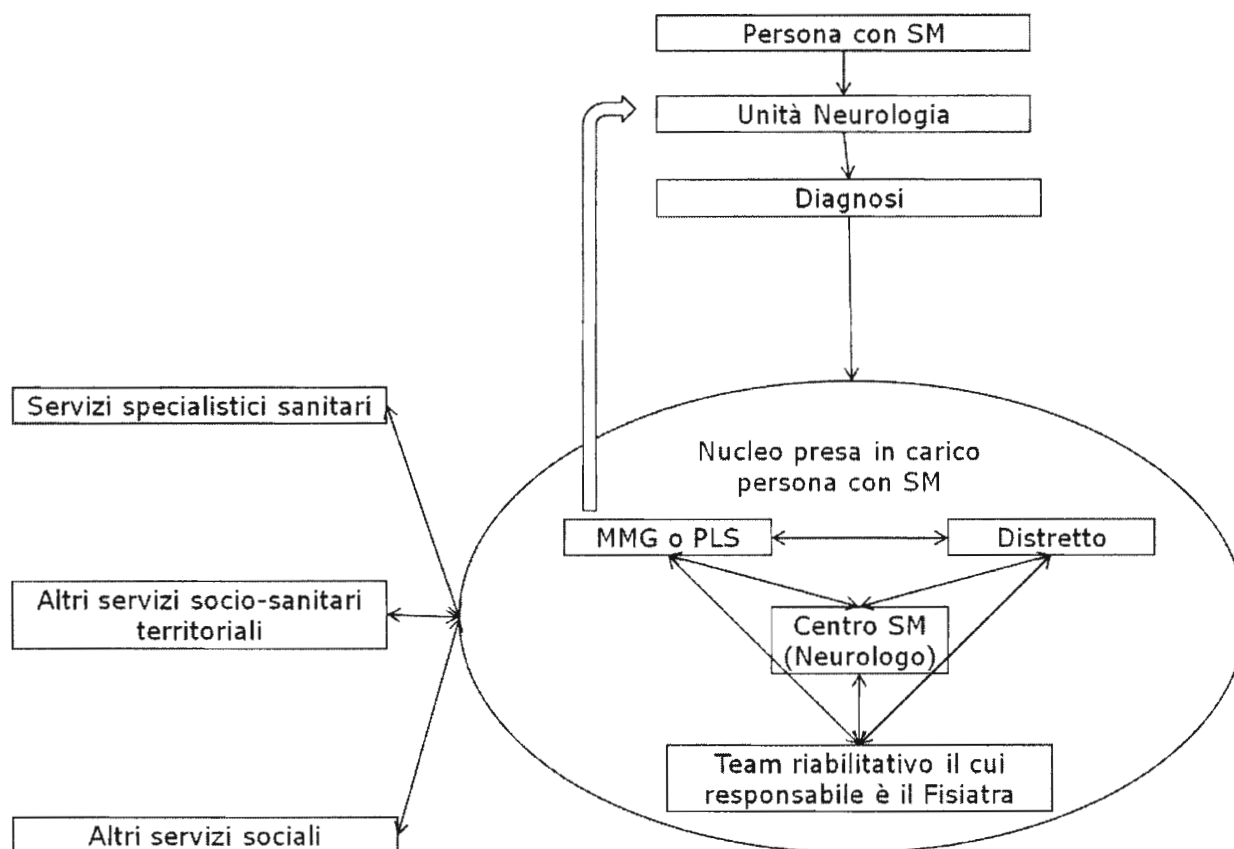 Persona con SM
Unità Neurologia
Diagnosi
Servizi specialistici sanitari
Nucleo presa in carico
persona con SM
MMG o PLS
Distretto
Altri servizi socio-sanitari
territoriali
Centro SM
(Neurologo)
Team riabilitativo il cui
responsabile è il Fisiatra
Altri servizi sociali